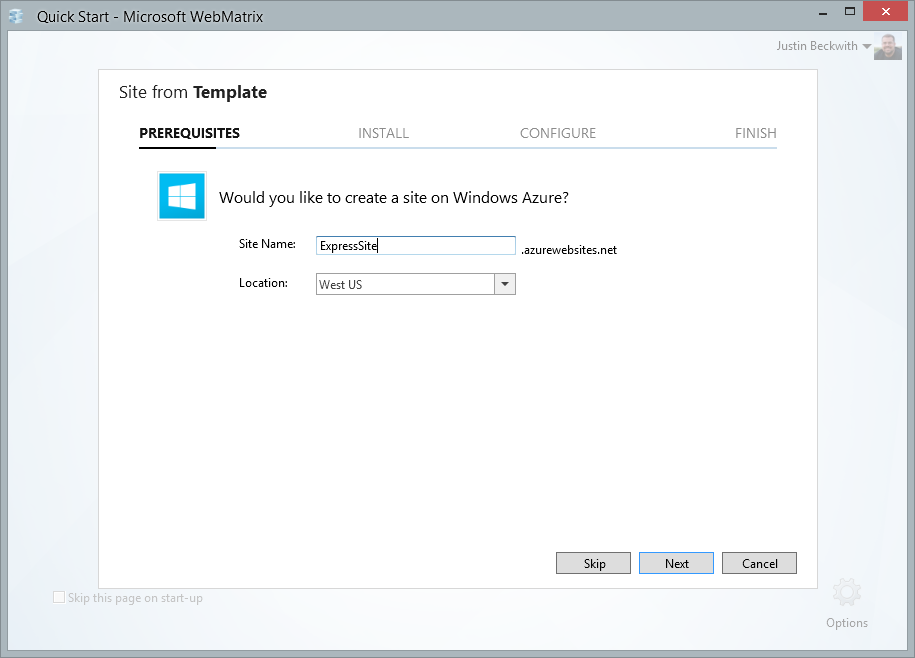 Quick Start - Microsoft WebMatrix
Justin Beckwith
Site from Template
PREREQUISITES INSTALL CONFIGURE FINISH
Would you like to create a site on Windows Azure?
Site Name: ExpressSite .azurewebsites.net
Location: West US
Skip Next Cancel
Skip this page on start-up
Options